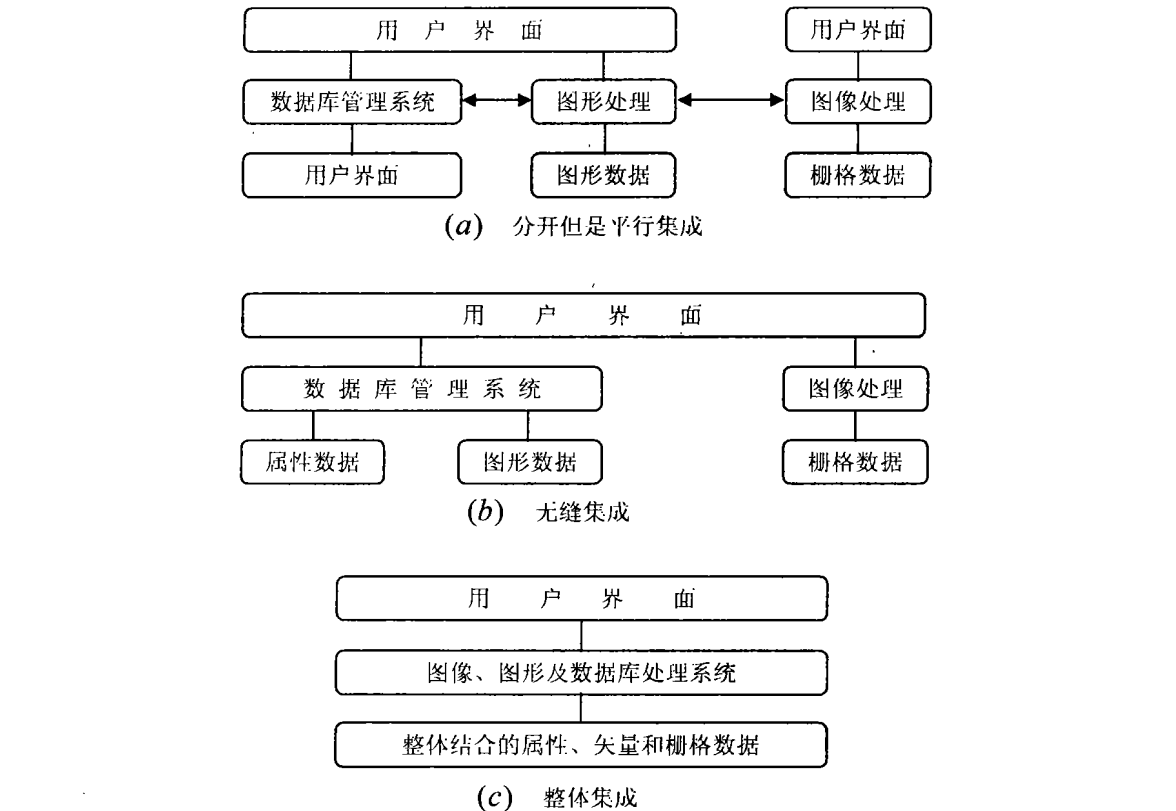 用 户 界 面 用户界面
数据库管理系统 图形处理 图像处理
用户界面 图形数据 栅格数据
(a) 分开但是平行集成
用 户 界 面
数 据 库 管 理 系 统 图像处理
属性数据 图形数据 栅格数据
(b) 无缝集成
用 户 界 面
图像、图形及数据库处理系统
整体结合的属性、矢量和栅格数据
(c) 整体集成